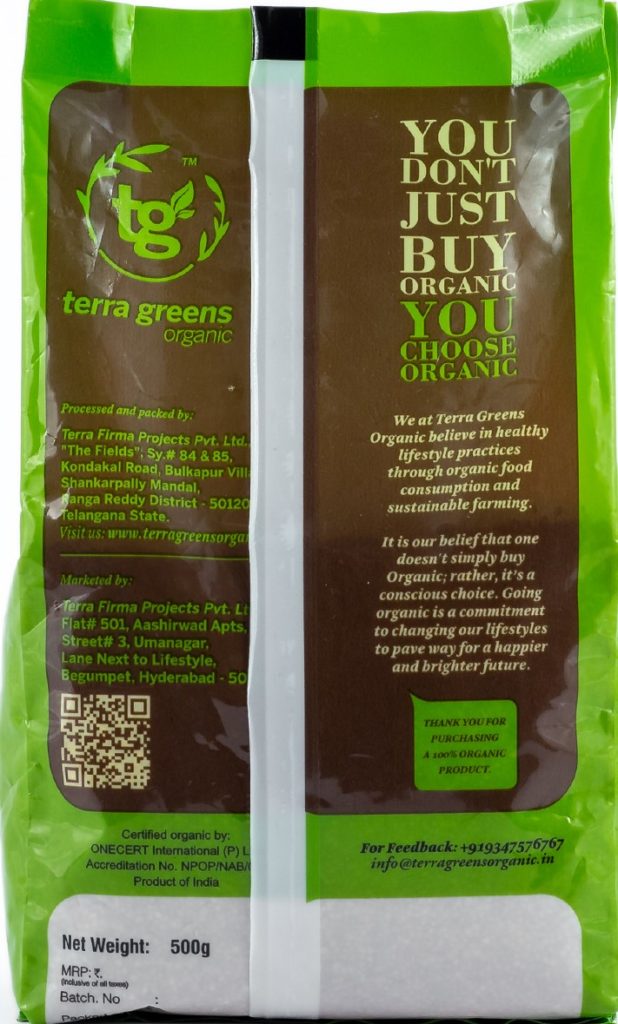 tg
TM
terra greens
organic
Processed and packed by:
Terra Firma Projects Pvt. Ltd.,
"The Fields", Sy.# 84 & 85,
Kondakal Road, Bulkapur
Shankarpally Mandal,
Ranga Reddy District -
Telangana State.
Visit us:
Marketed by:
Terra Firma Projects Pvt.
Flat# 501, Aashirwad Apts,
Street# 3, Umanagar,
Lane Next to Lifestyle,
Begumpet, Hyderabad -
Certified organic by:
ONECERT International (P)
Accreditation No.
Product of India
Net Weight: 500g
MRP: ₹.
(Inclusive of all taxes)
Batch. No :
YOU
DON'T
JUST
BUY
ORGANIC
YOU
CHOOSE
ORGANIC
We at Terra Greens
Organic believe in healthy
lifestyle practices
through organic food
consumption and
sustainable farming.
It is our belief that one
doesn't simply buy
Organic; rather, it's a
conscious choice. Going
organic is a commitment
to changing our lifestyles
to pave way for a happier
and brighter future.
THANK YOU FOR
PURCHASING
A 100% ORGANIC
PRODUCT.
For Feedback: +919347576767
info@terragreensorganic.in